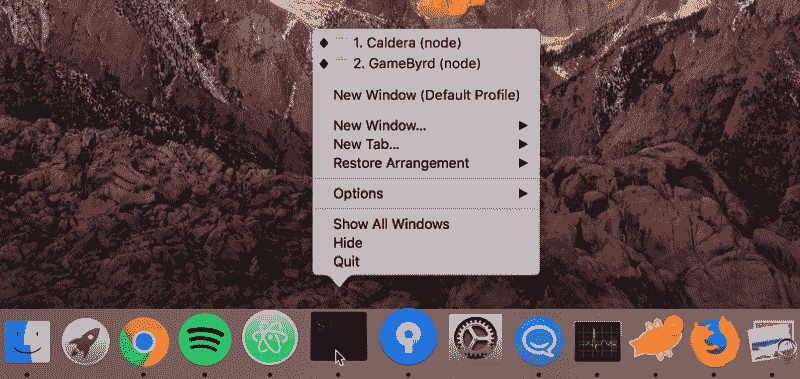 1. Caldera (node)
2. GameByrd (node)
New Window (Default Profile)
New Window...
New Tab...
Restore Arrangement
Options
Show All Windows
Hide
Quit